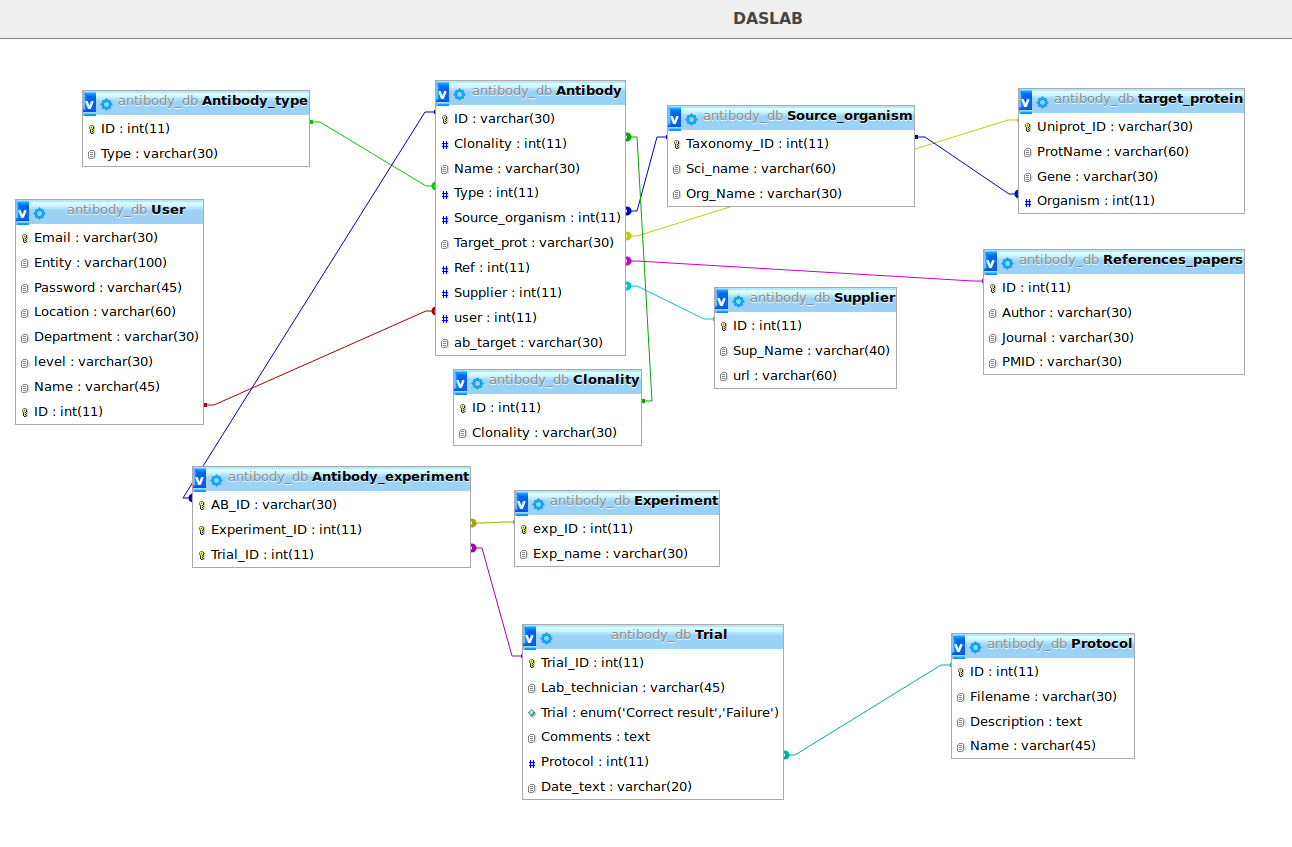 DASLAB
antibody_db Antibody_type
ID : int(11)
Type : varchar(30)
antibody_db User
Email : varchar(30)
Entity : varchar(100)
Password : varchar(45)
Location : varchar(60)
Department : varchar(30)
level : varchar(30)
Name : varchar(45)
ID : int(11)
antibody_db Antibody
ID : varchar(30)
Clonality : int(11)
Name : varchar(30)
Type : int(11)
Source_organism : int(11)
Target_prot : varchar(30)
Ref : int(11)
Supplier : int(11)
user : int(11)
ab_target : varchar(30)
antibody_db Source_organism
Taxonomy_ID : int(11)
Sci_name : varchar(60)
Org_Name : varchar(30)
antibody_db target_protein
Uniprot_ID : varchar(30)
ProtName : varchar(60)
Gene : varchar(30)
Organism : int(11)
antibody_db References_papers
ID : int(11)
Author : varchar(30)
Journal : varchar(30)
PMID : varchar(30)
antibody_db Supplier
ID : int(11)
Sup_Name : varchar(40)
url : varchar(60)
antibody_db Clonality
ID : int(11)
Clonality : varchar(30)
antibody_db Antibody_experiment
AB_ID : varchar(30)
Experiment_ID : int(11)
Trial_ID : int(11)
antibody_db Experiment
exp_ID : int(11)
Exp_name : varchar(30)
antibody_db Trial
Trial_ID : int(11)
Lab_technician : varchar(45)
Trial : enum('Correct result','Failure')
Comments : text
Protocol : int(11)
Date_text : varchar(20)
antibody_db Protocol
ID : int(11)
Filename : varchar(30)
Description : text
Name : varchar(45)